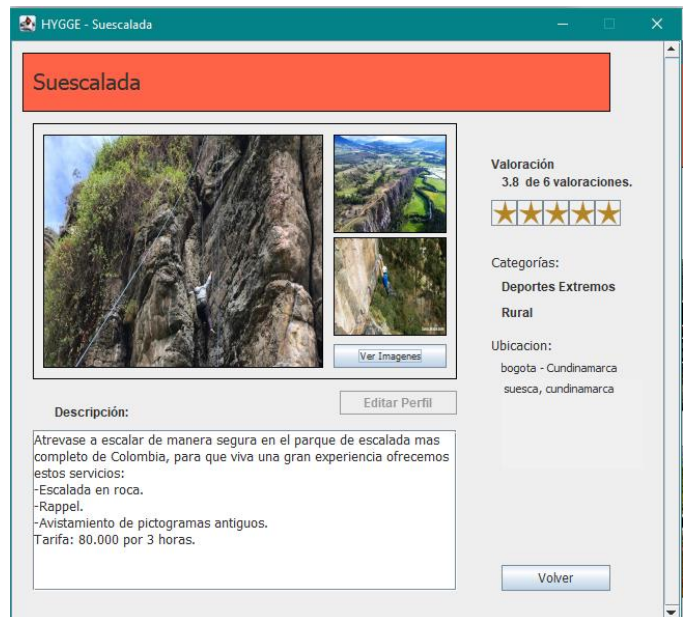 HYGGE - Suescalada
Suescalada
Ver Imagenes
Editar Perfil
Descripción:
Atrevase a escalar de manera segura en el parque de escalada mas
completo de Colombia, para que viva una gran experiencia ofrecemos
estos servicios:
-Escalada en roca.
-Rappel.
-Avistamiento de pictogramas antiguos.
Tarifa: 80.000 por 3 horas.
Valoración
3.8 de 6 valoraciones.
Categorías:
Deportes Extremos
Rural
Ubicacion:
bogota - Cundinamarca
suesca, cundinamarca
Volver